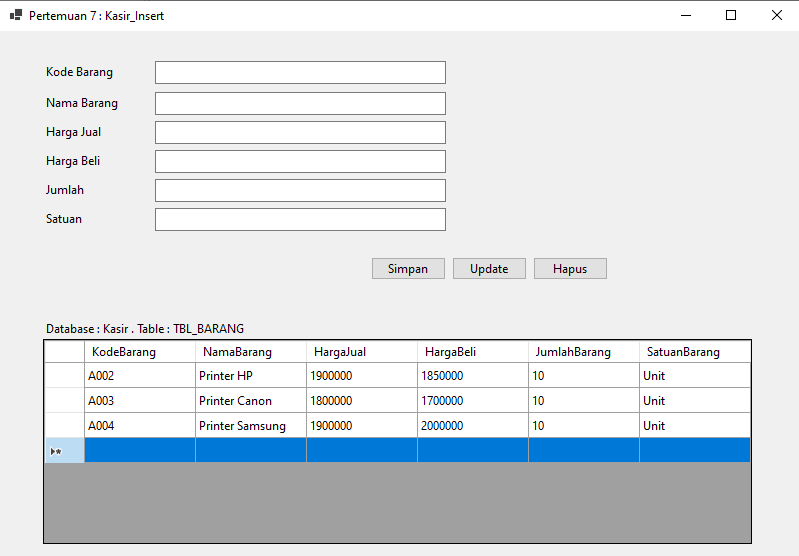 Pertemuan 7 : Kasir_Insert
Kode Barang
Nama Barang
Harga Jual
Harga Beli
Jumlah
Satuan
Simpan Update Hapus
Database : Kasir . Table : TBL_BARANG
KodeBarang NamaBarang HargaJual HargaBeli JumlahBarang SatuanBarang
A002 Printer HP 1900000 1850000 10 Unit
A003 Printer Canon 1800000 1700000 10 Unit
A004 Printer Samsung 1900000 2000000 10 Unit